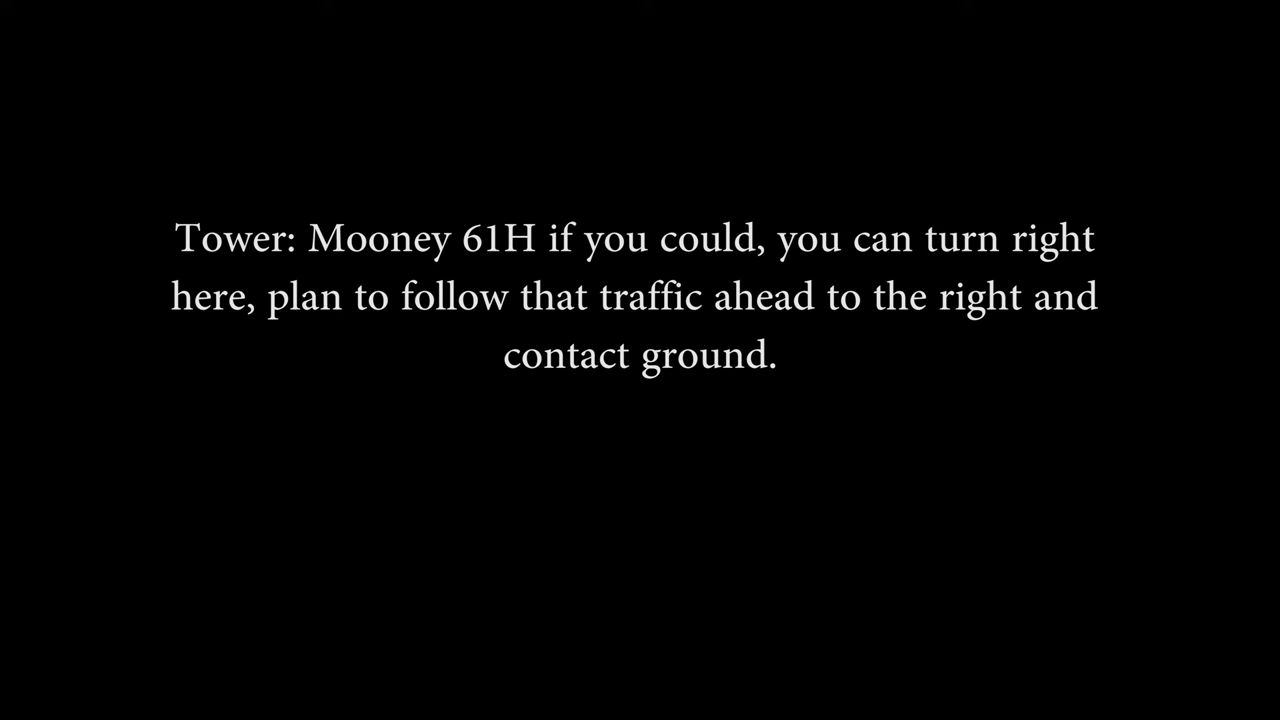 Tower: Mooney 61H if you could, you can turn right
here, plan to follow that traffic ahead to the right and
contact ground.